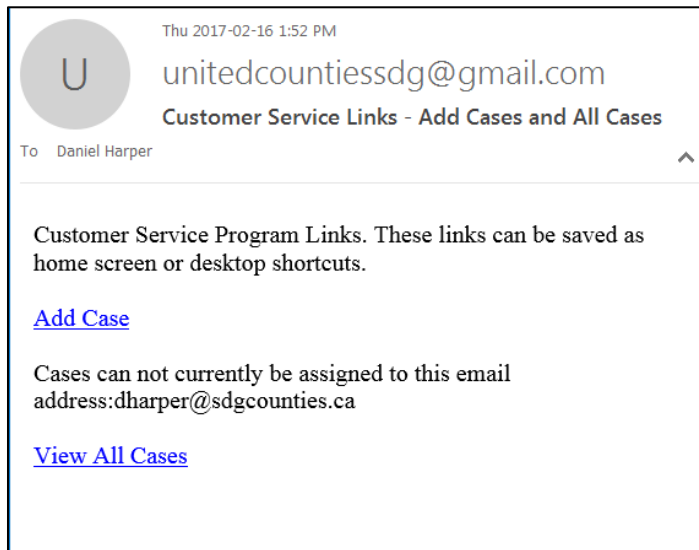 Thu 2017-02-16 1:52 PM
U
unitedcountiessdg@gmail.com
Customer Service Links - Add Cases and All Cases
To Daniel Harper
Customer Service Program Links. These links can be saved as
home screen or desktop shortcuts.
Add Case
Cases can not currently be assigned to this email
address:dharper@sdgcounties.ca
View All Cases